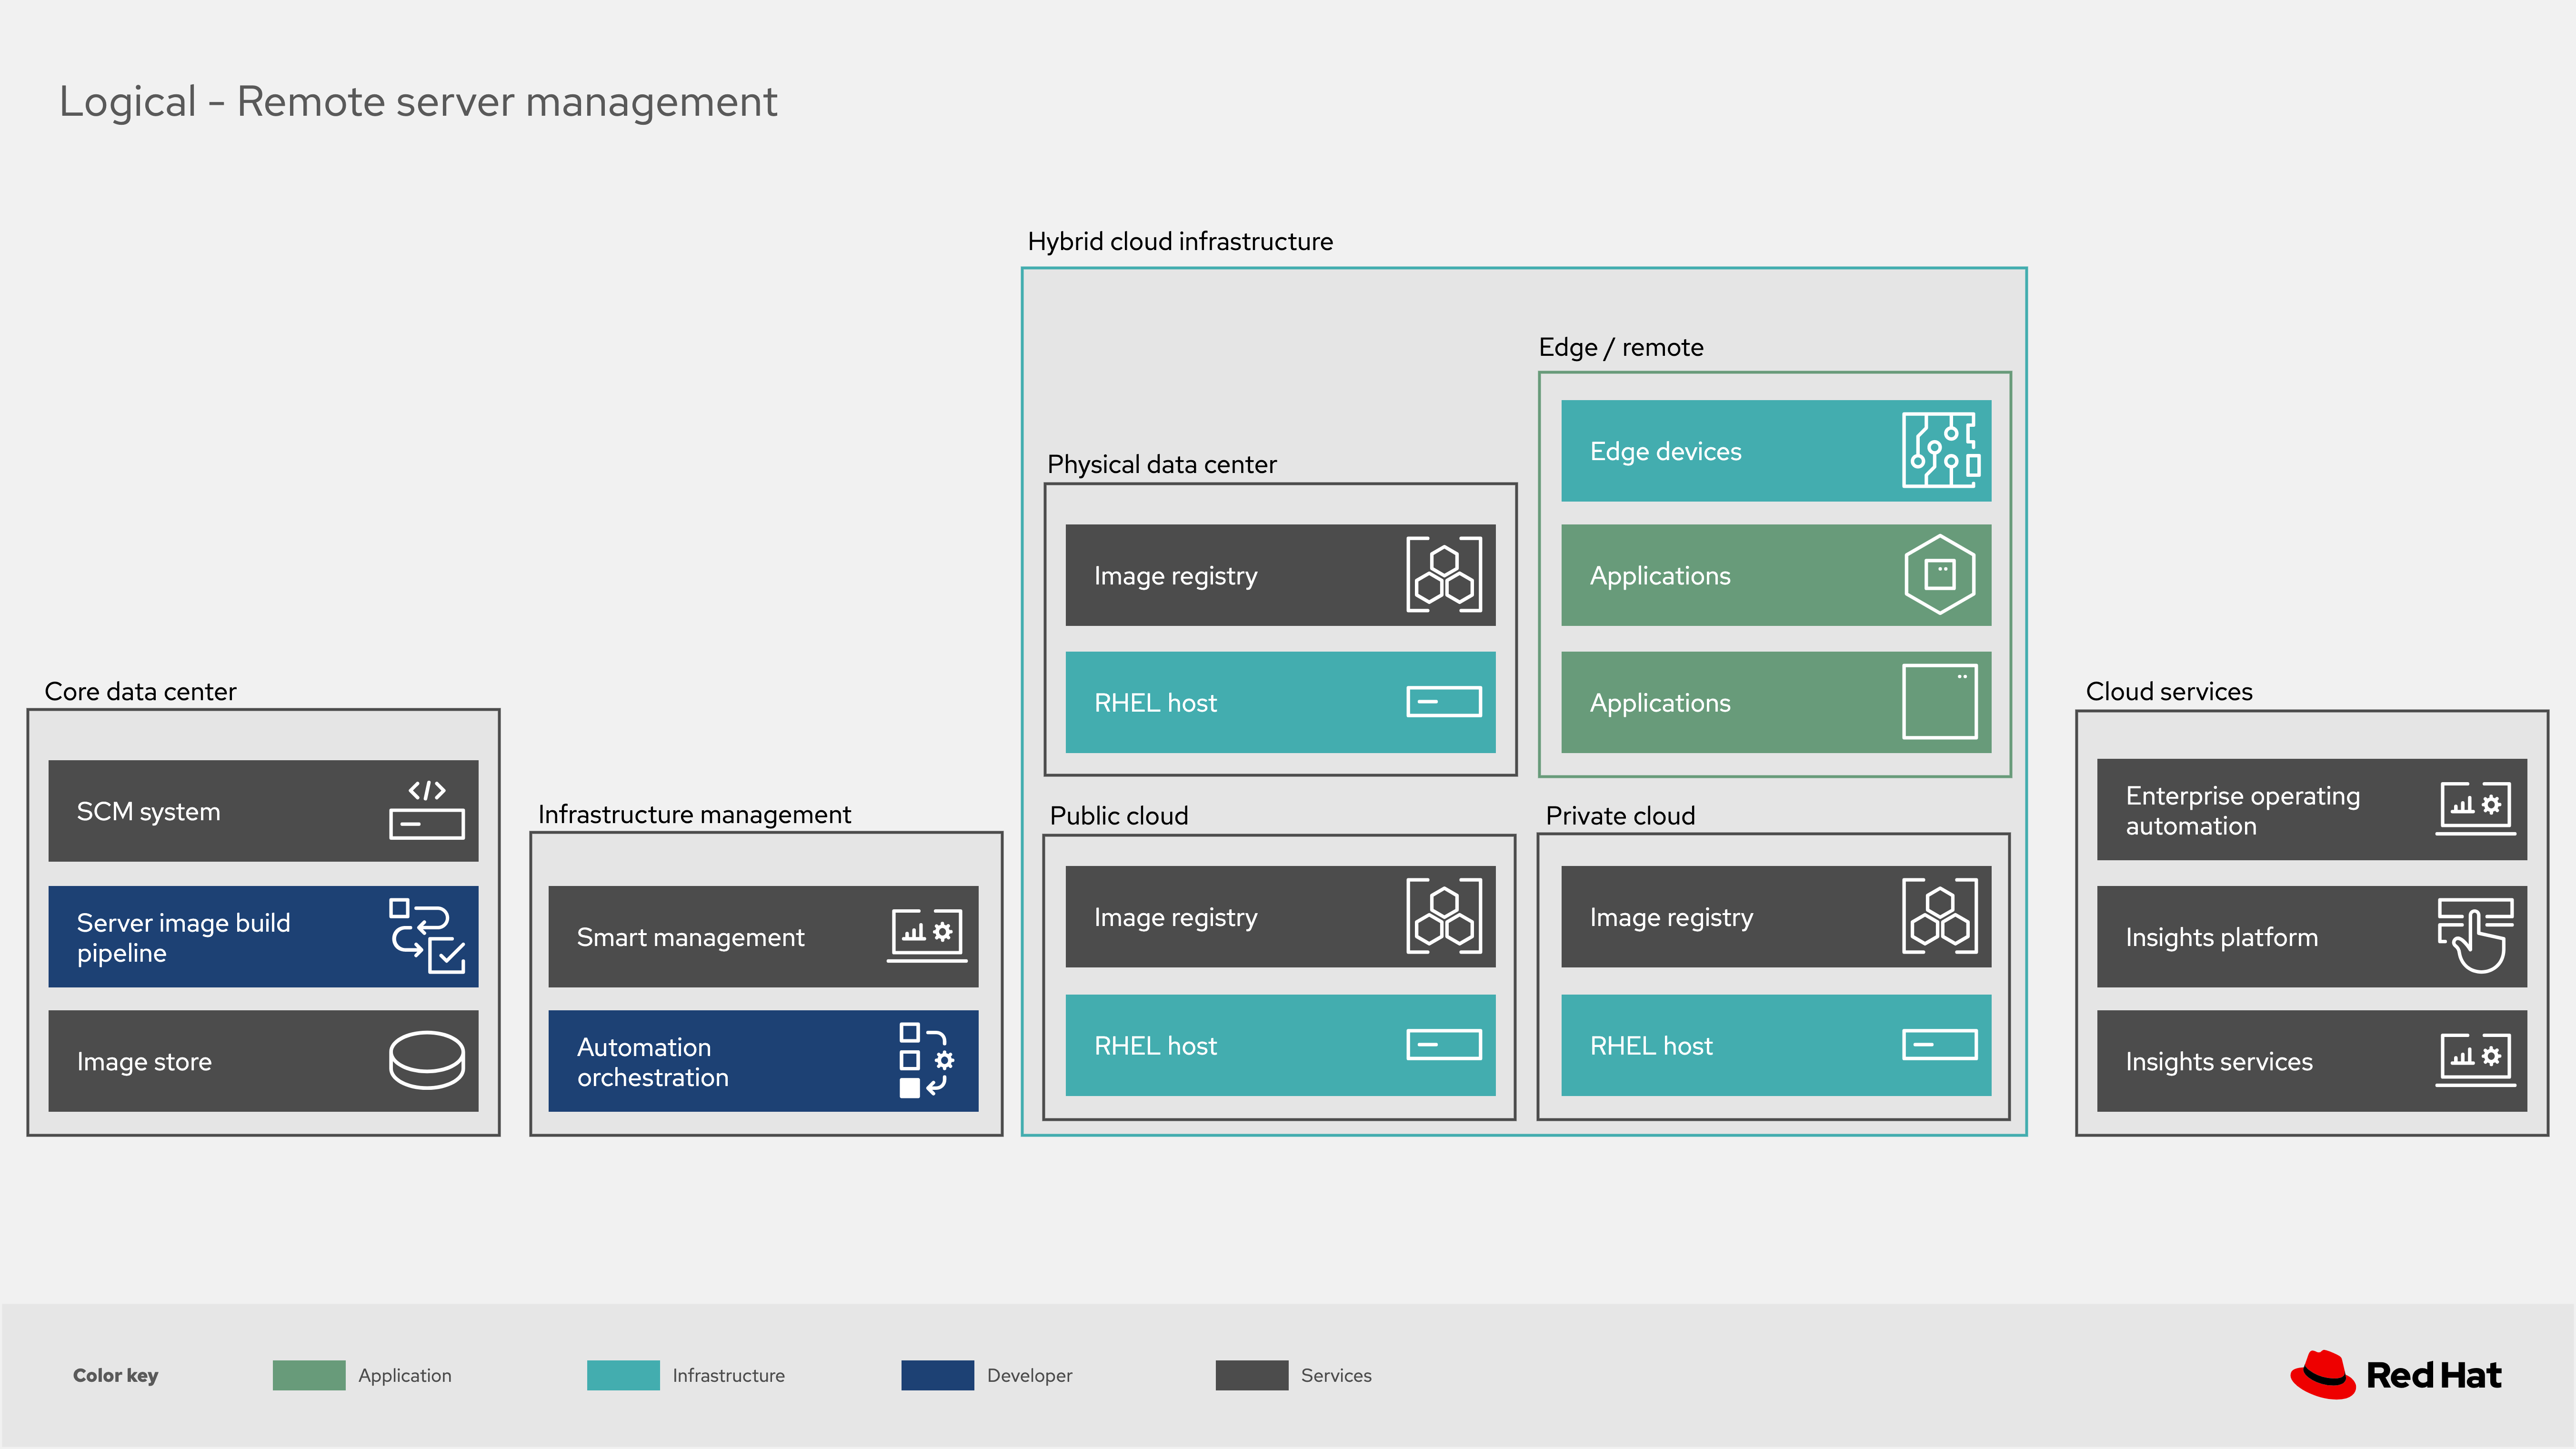 Logical - Remote server management
Core data center
SCM system
</>
Server image build
pipeline
Image store
Infrastructure management
Smart management
Automation
orchestration
Hybrid cloud infrastructure
Physical data center
Image registry
RHEL host
Edge / remote
Edge devices
Applications
Applications
Public cloud
Image registry
RHEL host
Private cloud
Image registry
RHEL host
Cloud services
Enterprise operating
automation
Insights platform
Insights services
Color key
Application
Infrastructure
Developer
Services
Red Hat